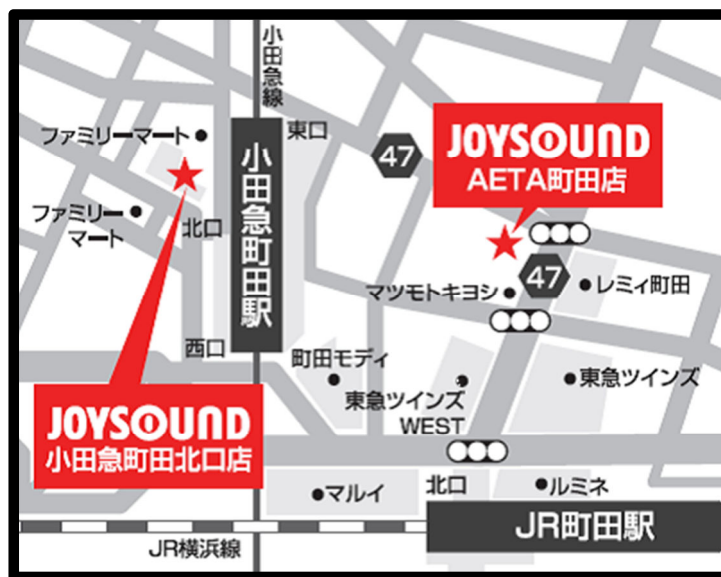 小田急線
ファミリーマート
東口
47
JOYSOUND
AETA町田店
小田急町田駅
ファミリー
マート
北口
47
マツモトキヨシ
レミィ町田
西口
町田モディ
東急ツインズ
WEST
東急ツインズ
JOYSOUND
小田急町田北口店
マルイ
北口
ルミネ
JR町田駅
JR横浜線